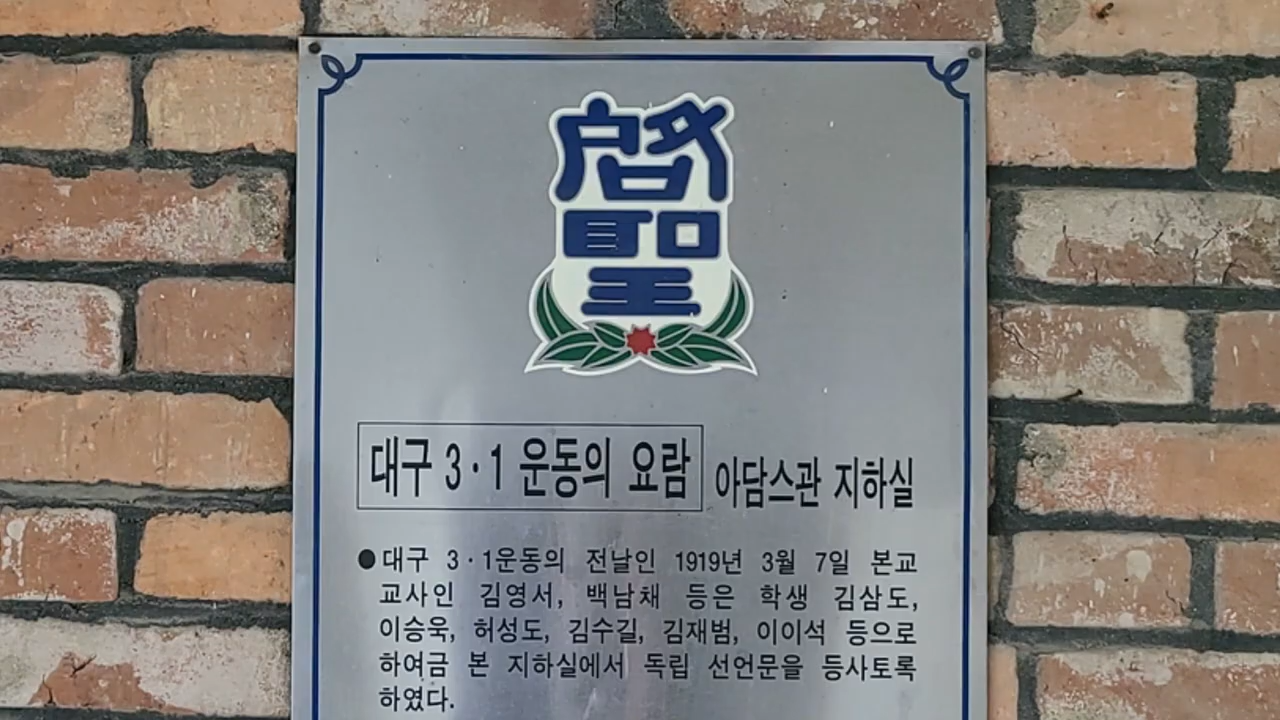 啓聖
대구 3·1 운동의 요람 아담스관 지하실
●대구 3·1운동의 전날인 1919년 3월 7일 본교
교사인 김영서, 백남채 등은 학생 김삼도,
이승욱, 허성도, 김수길, 김재범, 이이석 등으로
하여금 본 지하실에서 독립 선언문을 등사토록
하였다.